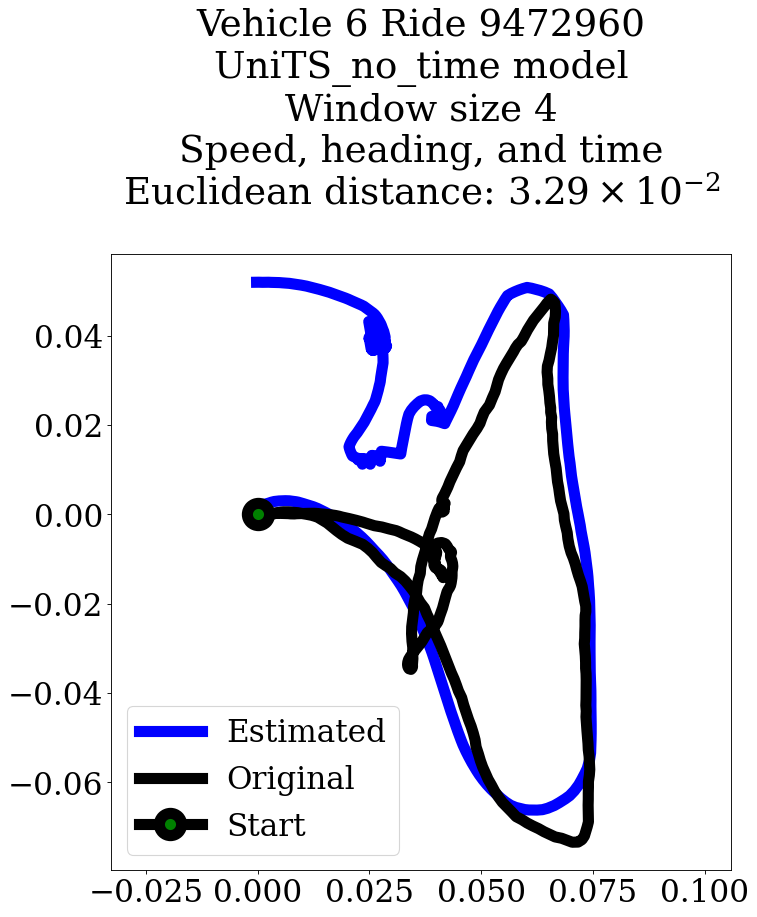 Vehicle 6 Ride 9472960
UniTS_no_time model
Window size 4
Speed, heading, and time
Euclidean distance: $3.29 \times 10^{-2}$
0.04
0.02
0.00
−0.02
−0.04
−0.06
Estimated
Original
Start
−0.025 0.000 0.025 0.050 0.075 0.100